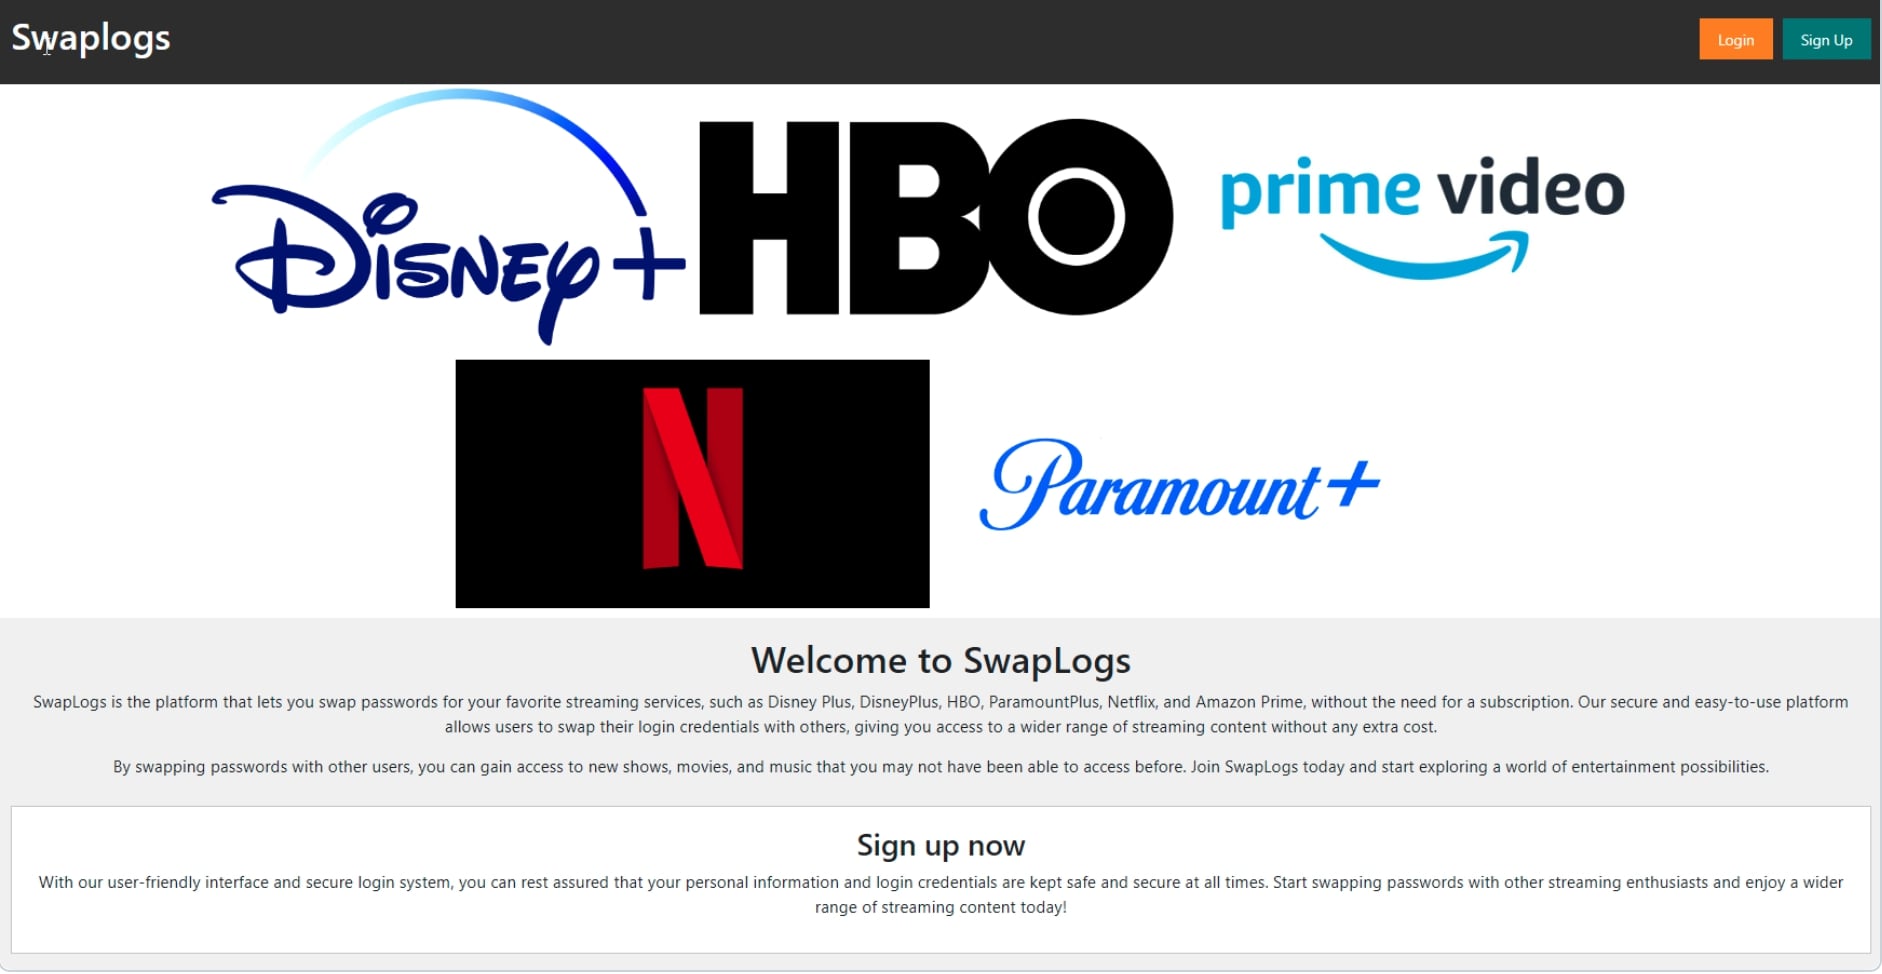 Swaplogs
Login
Sign Up
Disney+
HBO
prime video
N
Paramount+
Welcome to SwapLogs
SwapLogs is the platform that lets you swap passwords for your favorite streaming services, such as Disney Plus, DisneyPlus, HBO, ParamountPlus, Netflix, and Amazon Prime, without the need for a subscription. Our secure and easy-to-use platform
allows users to swap their login credentials with others, giving you access to a wider range of streaming content without any extra cost.
By swapping passwords with other users, you can gain access to new shows, movies, and music that you may not have been able to access before. Join SwapLogs today and start exploring a world of entertainment possibilities.
Sign up now
With our user-friendly interface and secure login system, you can rest assured that your personal information and login credentials are kept safe and secure at all times. Start swapping passwords with other streaming enthusiasts and enjoy a wider
range of streaming content today!